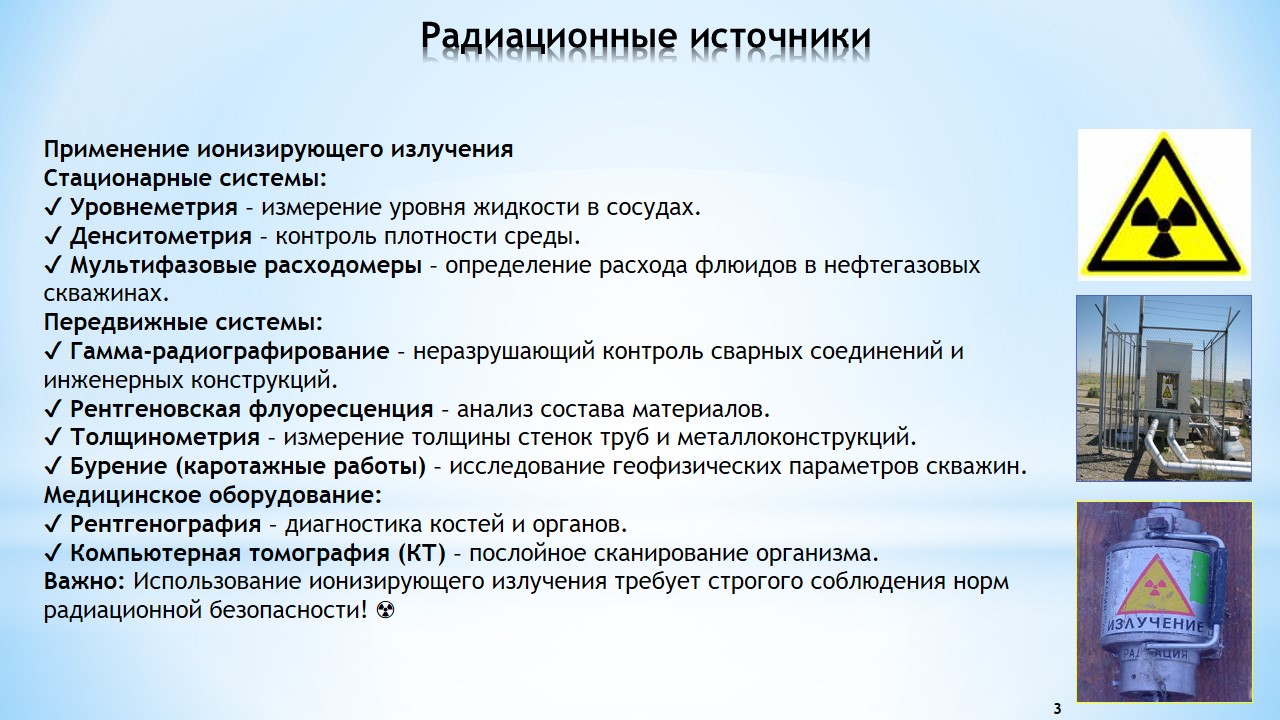 Радиационные источники
Применение ионизирующего излучения
Стационарные системы:
✓ Уровнеметрия – измерение уровня жидкости в сосудах.
✓ Денситометрия – контроль плотности среды.
✓ Мультифазовые расходомеры – определение расхода флюидов в нефтегазовых
скважинах.
Передвижные системы:
✓ Гамма-радиографирование – неразрушающий контроль сварных соединений и
инженерных конструкций.
✓ Рентгеновская флуоресценция – анализ состава материалов.
✓ Толщинометрия – измерение толщины стенок труб и металлоконструкций.
✓ Бурение (каротажные работы) – исследование геофизических параметров скважин.
Медицинское оборудование:
✓ Рентгенография – диагностика костей и органов.
✓ Компьютерная томография (КТ) – послойное сканирование организма.
Важно: Использование ионизирующего излучения требует строгого соблюдения норм
радиационной безопасности! ☢
ИЗЛУЧЕНИЕ
3